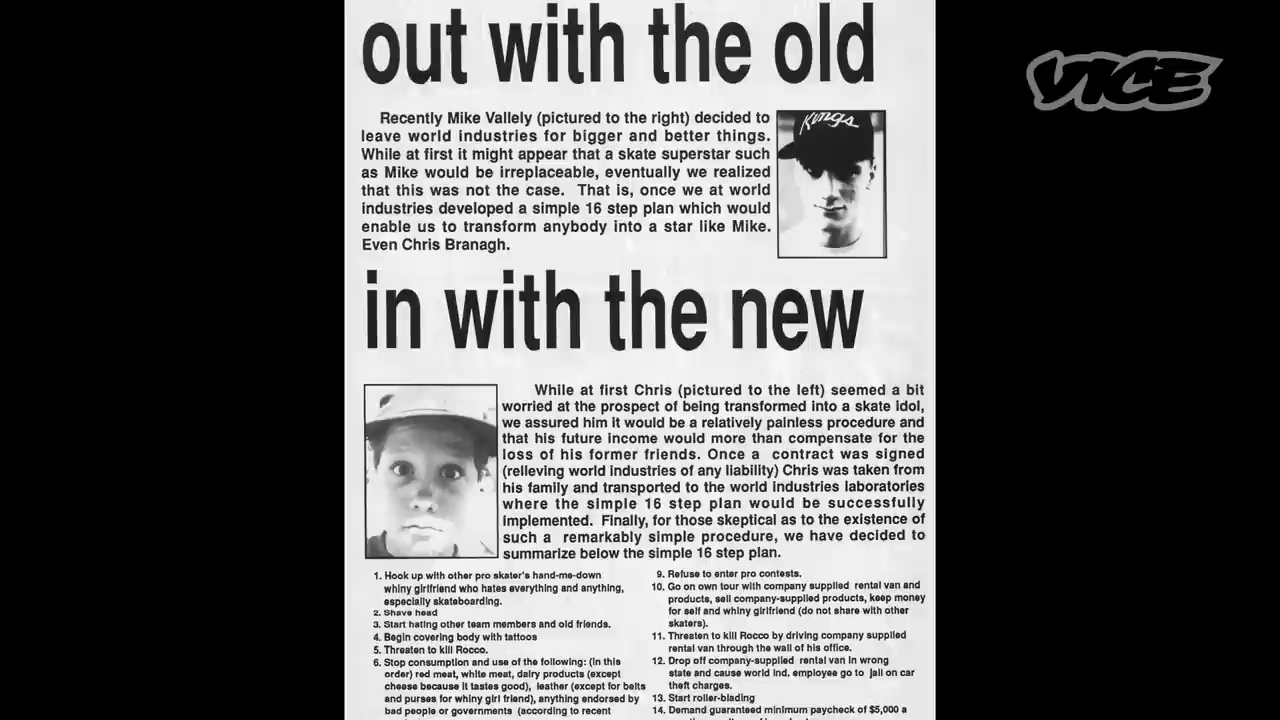 out with the old
VICE
Recently Mike Vallely (pictured to the right) decided to
leave world industries for bigger and better things.
While at first it might appear that a skate superstar such
as Mike would be irreplaceable, eventually we realized
that this was not the case. That is, once we at world
industries developed a simple 16 step plan which would
enable us to transform anybody into a star like Mike.
Even Chris Branagh.
Kings
in with the new
While at first Chris (pictured to the left) seemed a bit
worried at the prospect of being transformed into a skate idol,
we assured him it would be a relatively painless procedure and
that his future income would more than compensate for the
loss of his former friends. Once a contract was signed
(relieving world industries of any liability) Chris was taken from
his family and transported to the world industries laboratories
where the simple 16 step plan would be successfully
implemented. Finally, for those skeptical as to the existence of
such a remarkably simple procedure, we have decided to
summarize below the simple 16 step plan.
1. Hook up with other pro skater's hand-me-down
whiny girlfriend who hates everything and anything,
especially skateboarding.
2. Shave head
3. Start hating other team members and old friends.
4. Begin covering body with tattoos
5. Threaten to kill Rocco.
6. Stop consumption and use of the following: (in this
order) red meat, white meat, dairy products (except
cheese because it tastes good), leather (except for belts
and purses for whiny girl friend), anything endorsed by
bad people or governments (according to recent
9. Refuse to enter pro contests.
10. Go on own tour with company supplied rental van and
products, sell company-supplied products, keep money
for self and whiny girlfriend (do not share with other
skaters).
11. Threaten to kill Rocco by driving company supplied
rental van through the wall of his office.
12. Drop off company-supplied rental van in wrong
state and cause world ind. employee go to jail on car
theft charges.
13. Start roller-blading
14. Demand guaranteed minimum paycheck of $5,000 a